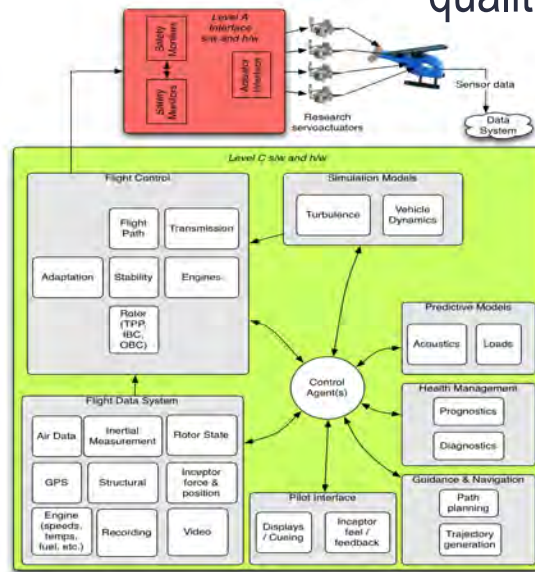 qualit
Level A
Interface
s/w and h/w
Safety Monitors
Safety Monitors
Actuator
Interface
Research
servoactuators
Sensor data
Data
System
Level C s/w and h/w
Flight Control
Flight
Path
Transmission
Adaptation
Stability
Engines
Rotor
(TPP,
IBC,
OBC)
Simulation Models
Turbulence
Vehicle
Dynamics
Predictive Models
Acoustics
Loads
Control
Agent(s)
Health Management
Prognostics
Diagnostics
Flight Data System
Air Data
Inertial
Measurement
Rotor State
GPS
Structural
Inceptor
force &
position
Engine
(speeds,
temps,
fuel, etc.)
Recording
Video
Pilot Interface
Displays
/ Cueing
Inceptor
feel /
feedback
Guidance & Navigation
Path
planning
Trajectory
generation